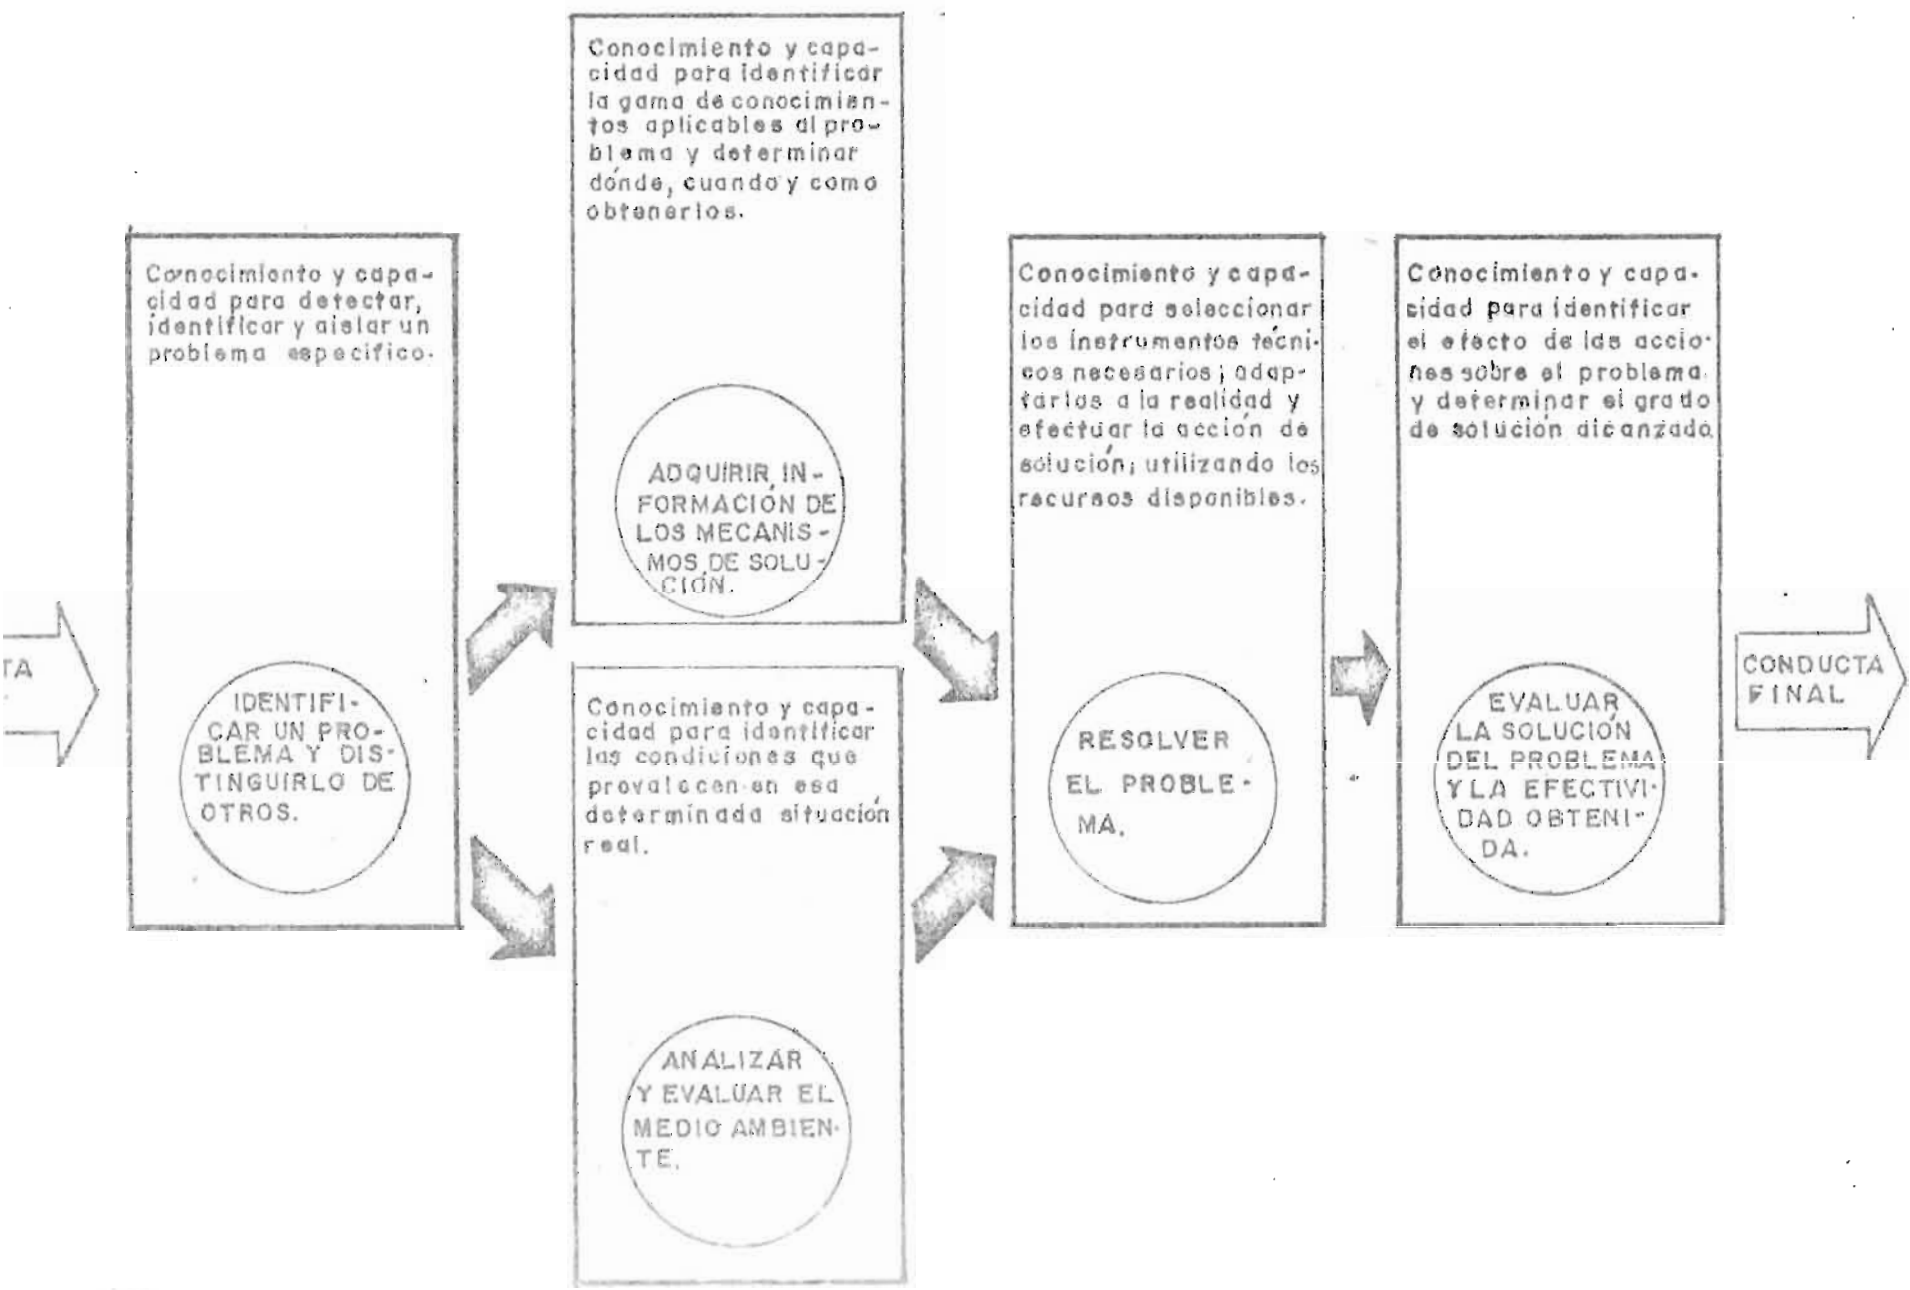 TA
Conocimiento y capa-
cidad para detectar,
identificar y aislar un
problema especifico.
IDENTIFI-
CAR UN PRO-
BLEMA Y DIS-
TINGUIRLO DE
OTROS.
Conocimiento y capa-
cidad para identificar
la gama de conocimien-
tos aplicables al pro-
blema y determinar
dónde, cuando y como
obtenerlos.
ADQUIRIR IN-
FORMACIÓN DE
LOS MECANIS-
MOS DE SOLU-
CIÓN.
Conocimiento y capa-
cidad para identificar
las condiciones que
prevalecen en esa
determinada situación
real.
ANALIZAR
Y EVALUAR EL
MEDIO AMBIEN-
TE.
Conocimiento y capa-
cidad para seleccionar
los instrumentos técni-
cos necesarios; adap-
tarlos a la realidad y
efectuar la acción de
solución, utilizando los
recursos disponibles.
RESOLVER
EL PROBLE-
MA.
Conocimiento y capa-
cidad para identificar
el efecto de las accio-
nes sobre el problema
y determinar el grado
de solución alcanzado.
EVALUAR
LA SOLUCIÓN
DEL PROBLEMA
Y LA EFECTIVI-
DAD OBTENI-
DA.
CONDUCTA
FINAL